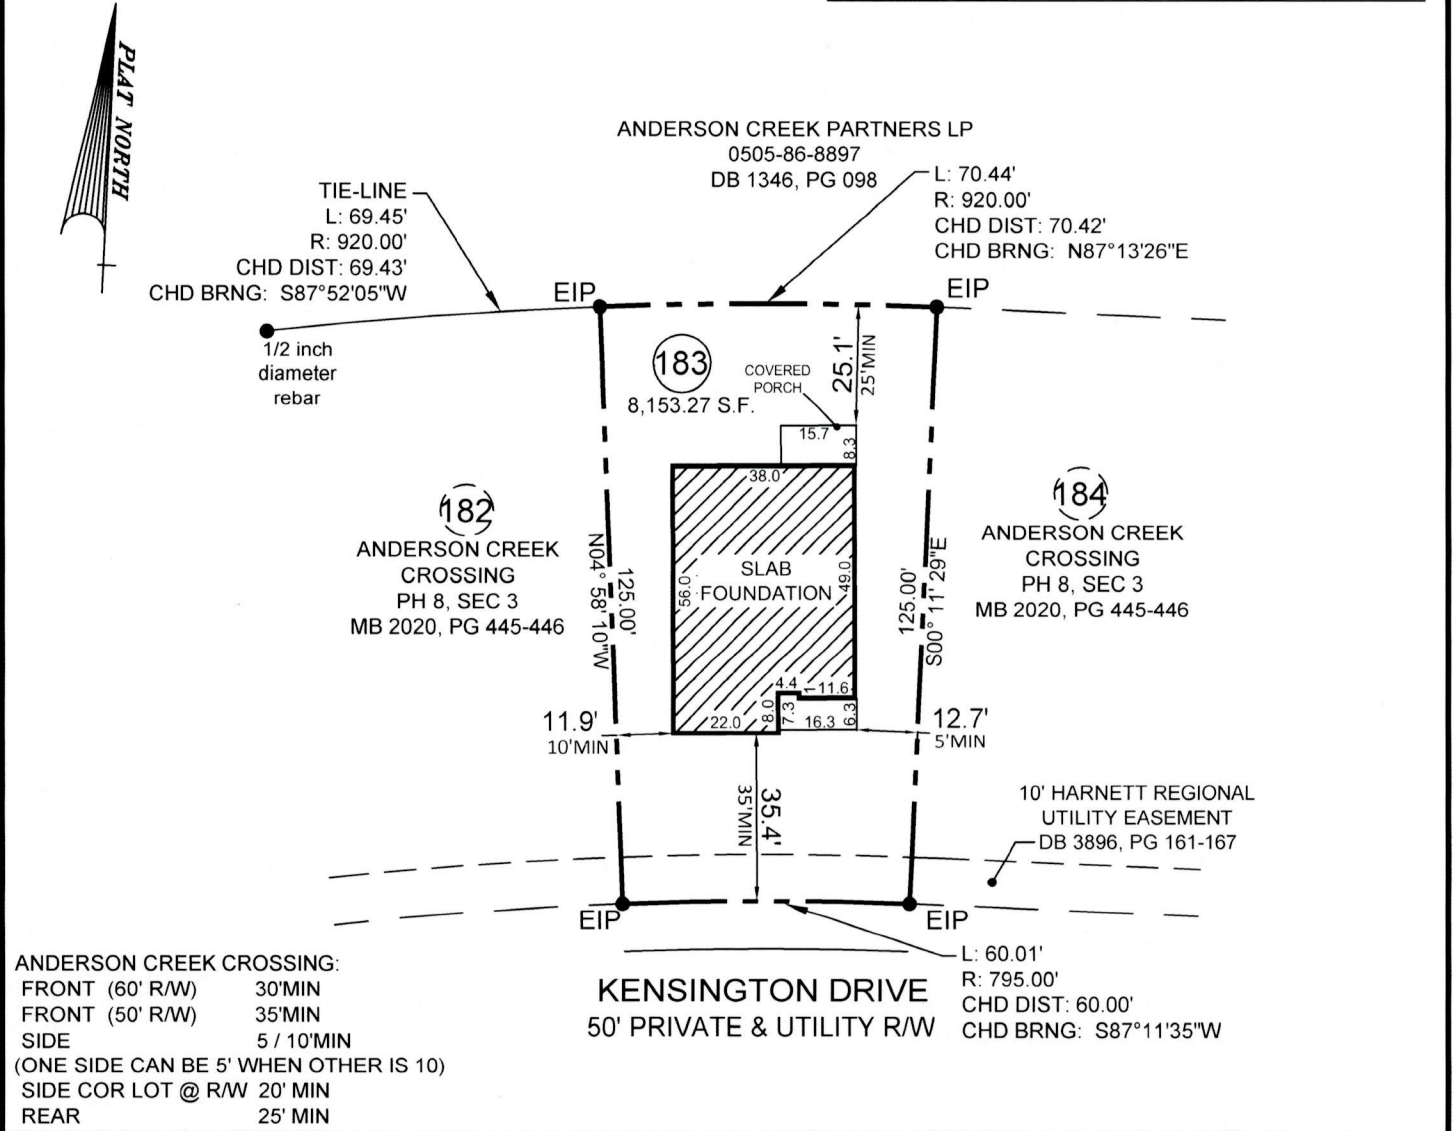 PLAT NORTH
ANDERSON CREEK PARTNERS LP
0505-86-8897
DB 1346, PG 098
TIE-LINE
L: 69.45'
R: 920.00'
CHD DIST: 69.43'
CHD BRNG: S87°52'05"W
L: 70.44'
R: 920.00'
CHD DIST: 70.42'
CHD BRNG: N87°13'26"E
EIP
EIP
1/2 inch
diameter
rebar
183
8,153.27 S.F.
COVERED
PORCH
25.1'
25'MIN
15.7
8.3
38.0
182
ANDERSON CREEK
CROSSING
PH 8, SEC 3
MB 2020, PG 445-446
N04° 58' 10"W
125.00'
56.0
SLAB
FOUNDATION
49.0
125.00'
S00° 11' 29"E
184
ANDERSON CREEK
CROSSING
PH 8, SEC 3
MB 2020, PG 445-446
4.4
1
11.6
22.0
8.0
7.3
16.3
6.3
11.9'
10'MIN
12.7'
5'MIN
35.4'
35'MIN
10' HARNETT REGIONAL
UTILITY EASEMENT
DB 3896, PG 161-167
EIP
EIP
L: 60.01'
R: 795.00'
CHD DIST: 60.00'
CHD BRNG: S87°11'35"W
KENSINGTON DRIVE
50' PRIVATE & UTILITY R/W
ANDERSON CREEK CROSSING:
FRONT (60' R/W) 30'MIN
FRONT (50' R/W) 35'MIN
SIDE 5 / 10'MIN
(ONE SIDE CAN BE 5' WHEN OTHER IS 10)
SIDE COR LOT @ R/W 20' MIN
REAR 25' MIN